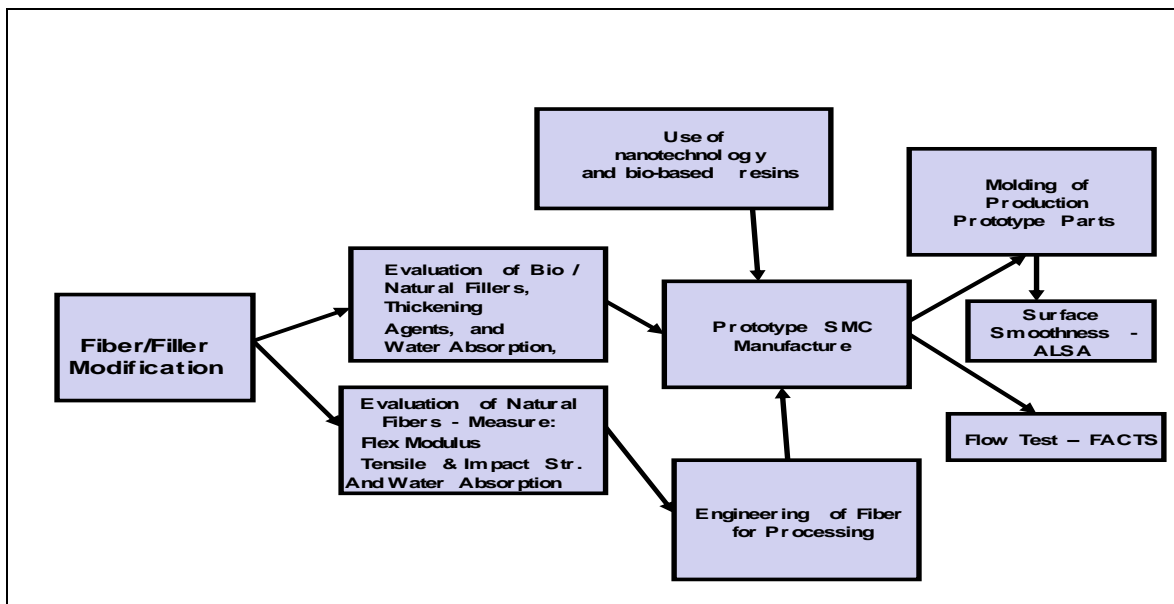 Use of
nanotechnology
and bio-based resins
Molding of
Production
Prototype Parts
Evaluation of Bio /
Natural Fillers,
Thickening
Agents, and
Water Absorption,
Fiber/Filler
Modification
Prototype SMC
Manufacture
Surface
Smoothness -
ALSA
Evaluation of Natural
Fibers - Measure:
Flex Modulus
Tensile & Impact Str.
And Water Absorption
Flow Test – FACTS
Engineering of Fiber
for Processing